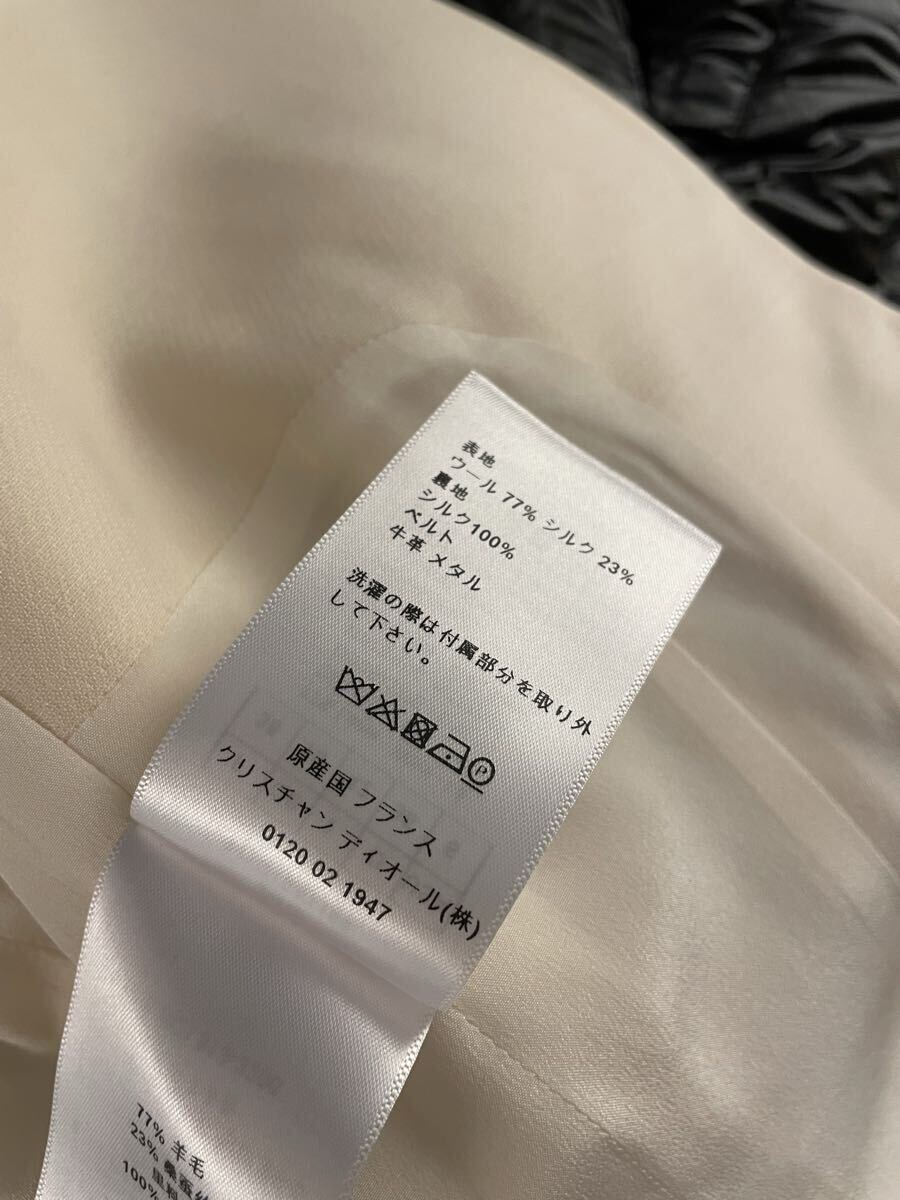 表地
ウール 77% シルク 23%
裏地
シルク100%
ベルト
牛革 メタル
洗濯の際は付属部分を取り外
して下さい。
P
原産国 フランス
クリスチャン ディオール(株)
0120 02 1947
77% 羊毛
23%
100%